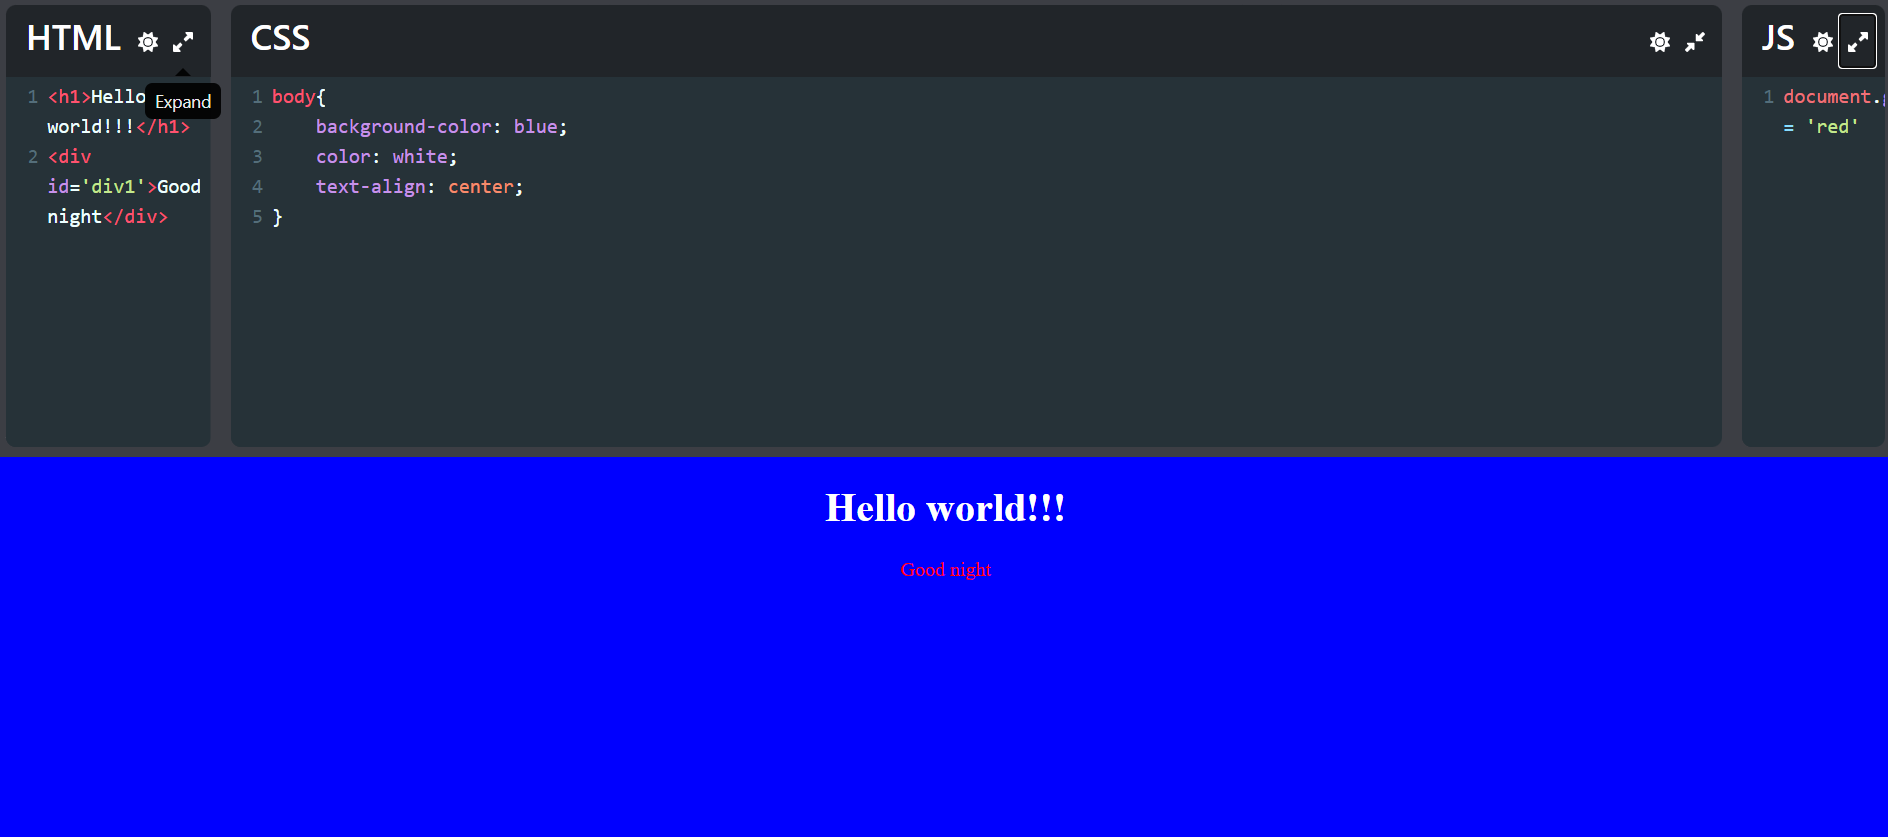 HTML
Expand
1 <h1>Hello
world!!!</h1>
2 <div
id='div1'>Good
night</div>
CSS
1 body{
2 background-color: blue;
3 color: white;
4 text-align: center;
5 }
JS
1 document.
= 'red'
Hello world!!!
Good night